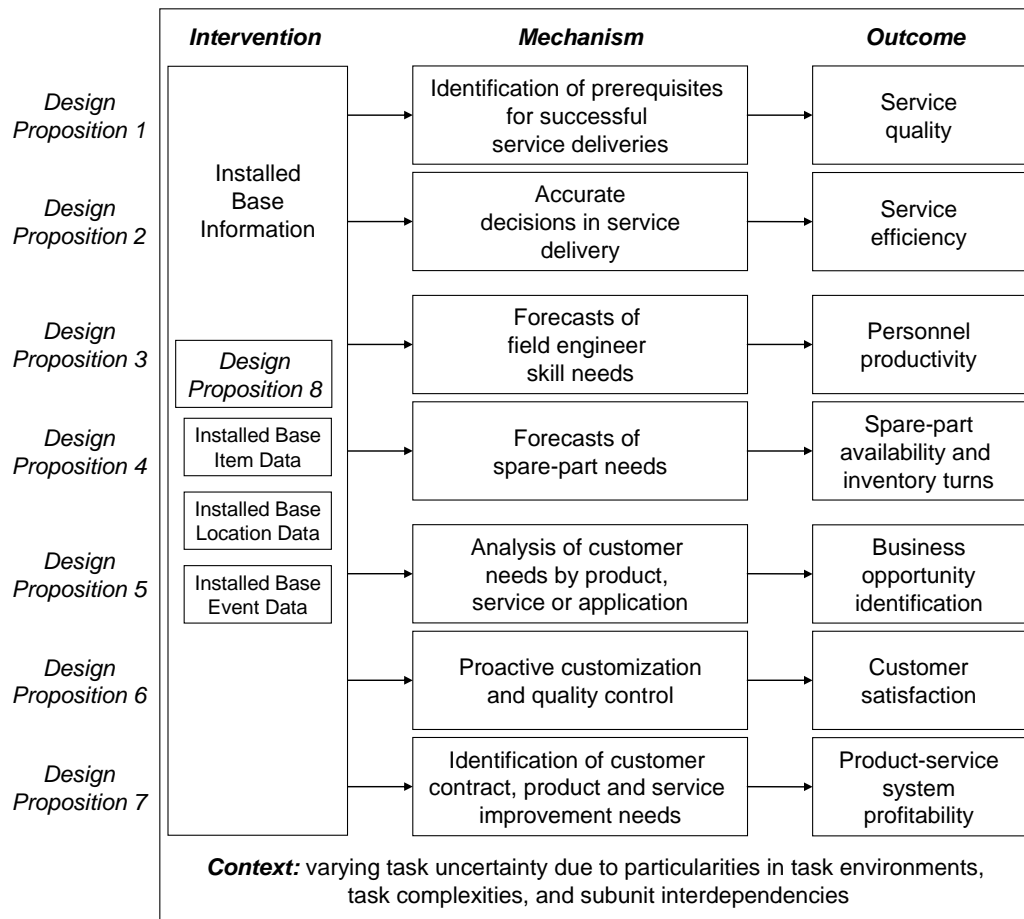 Intervention
Mechanism
Outcome
Design
Proposition 1
Identification of prerequisites
for successful
service deliveries
Service
quality
Installed
Base
Information
Design
Proposition 2
Accurate
decisions in service
delivery
Service
efficiency
Design
Proposition 3
Forecasts of
field engineer
skill needs
Personnel
productivity
Design
Proposition 8
Design
Proposition 4
Installed Base
Item Data
Forecasts of
spare-part needs
Spare-part
availability and
inventory turns
Installed Base
Location Data
Design
Proposition 5
Installed Base
Event Data
Analysis of customer
needs by product,
service or application
Business
opportunity
identification
Design
Proposition 6
Proactive customization
and quality control
Customer
satisfaction
Design
Proposition 7
Identification of customer
contract, product and service
improvement needs
Product-service
system
profitability
Context: varying task uncertainty due to particularities in task environments,
task complexities, and subunit interdependencies